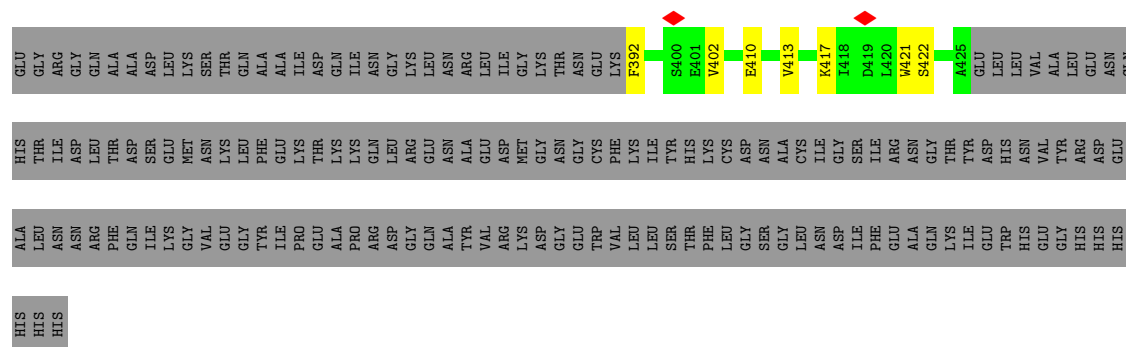 GLU GLY ARG GLY GLN ALA ALA ASP LEU LYS SER THR GLN ALA ALA ILE ASP GLN ILE ASN GLY LYS LEU ASN ARG LEU ILE GLY LYS THR ASN GLU LYS F392 S400 E401 V402 E410 V413 K417 I418 D419 L420 W421 S422 A425 GLU LEU LEU VAL ALA LEU GLU ASN GLN
HIS THR ILE ASP LEU THR ASP SER GLU MET ASN LYS LEU PHE GLU LYS THR LYS LYS GLN LEU ARG GLU ASN ALA GLU ASP MET GLY ASN GLY CYS PHE LYS ILE TYR HIS LYS CYS ASP ASN ALA CYS ILE GLY SER ILE ARG ASN GLY THR TYR ASP HIS ASN VAL TYR ARG ASP GLU
ALA LEU ASN ASN ARG PHE GLN ILE LYS GLY VAL GLU GLY TYR ILE PRO GLU ALA PRO ARG ASP GLY GLN ALA TYR VAL ARG LYS ASP GLY GLU TRP VAL LEU LEU SER THR PHE LEU GLY SER GLY LEU ASN ASP ILE PHE GLU ALA GLN LYS ILE GLU TRP HIS GLU GLY HIS HIS HIS
HIS HIS HIS